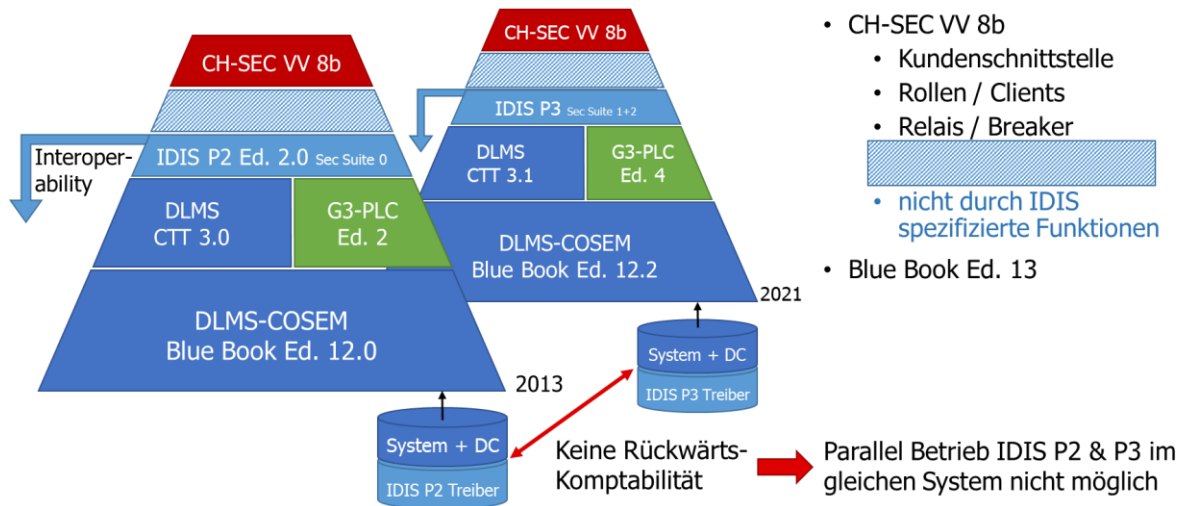 CH-SEC VV 8b
IDIS P2 Ed. 2.0 Sec Suite 0
Interoper-
ability
DLMS
CTT 3.0
G3-PLC
Ed. 2
DLMS-COSEM
Blue Book Ed. 12.0
2013
System + DC
IDIS P2 Treiber
CH-SEC VV 8b
IDIS P3 Sec Suite 1+2
DLMS
CTT 3.1
G3-PLC
Ed. 4
DLMS-COSEM
Blue Book Ed. 12.2
2021
System + DC
IDIS P3 Treiber
• CH-SEC VV 8b
• Kundenschnittstelle
• Rollen / Clients
• Relais / Breaker
• nicht durch IDIS
spezifizierte Funktionen
• Blue Book Ed. 13
Keine Rückwärts-
Komptabilität
Parallel Betrieb IDIS P2 & P3 im
gleichen System nicht möglich